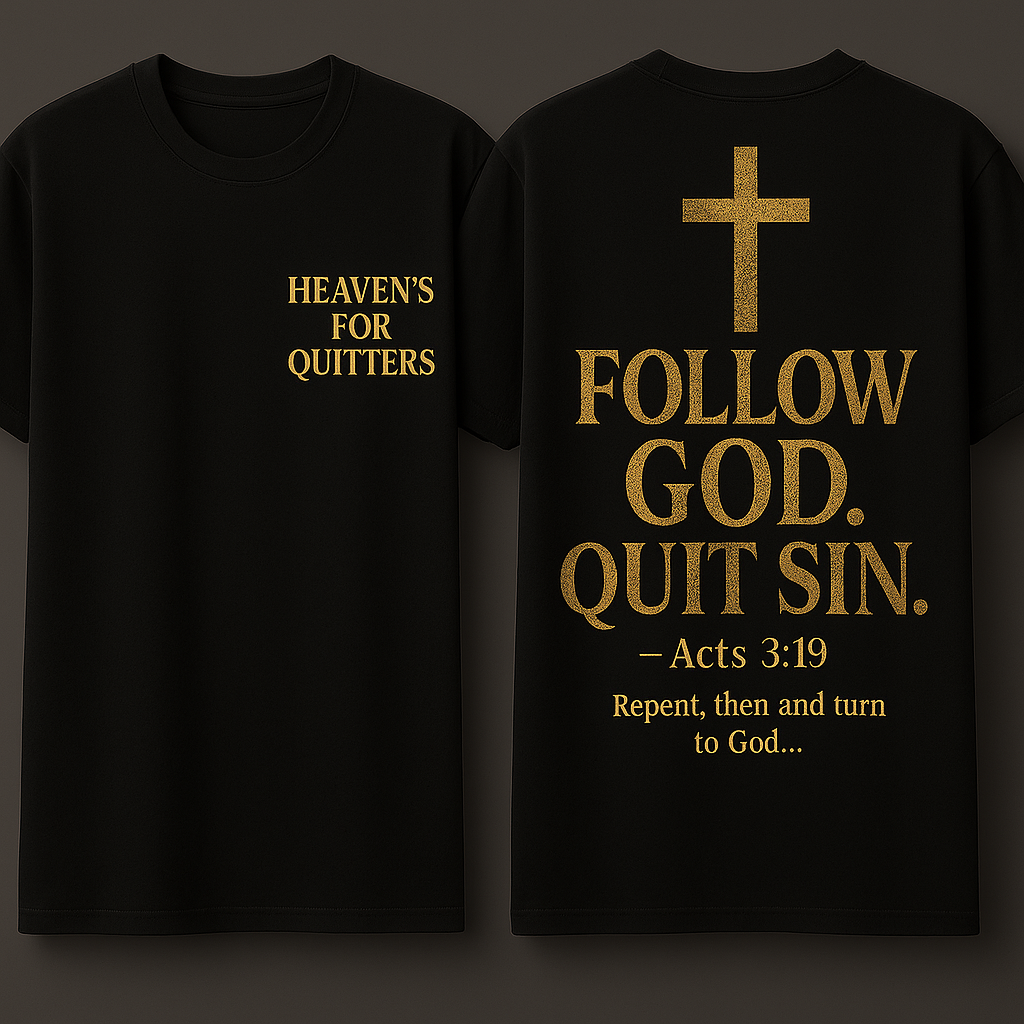 HEAVEN'S
FOR
QUITTERS
FOLLOW
GOD.
QUIT SIN.
– Acts 3:19
Repent, then and turn
to God...